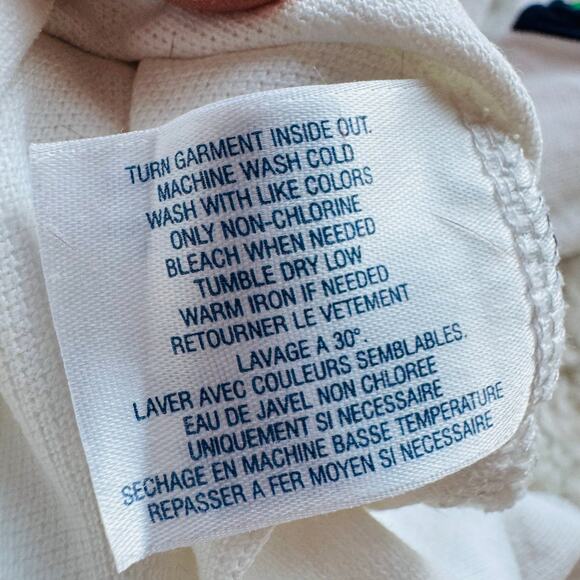 TURN GARMENT INSIDE OUT.
MACHINE WASH COLD
WASH WITH LIKE COLORS
ONLY NON-CHLORINE
BLEACH WHEN NEEDED
TUMBLE DRY LOW
WARM IRON IF NEEDED
RETOURNER LE VETEMENT
LAVAGE A 30°.
LAVER AVEC COULEURS SEMBLABLES.
EAU DE JAVEL NON CHLOREE
UNIQUEMENT SI NECESSAIRE
SECHAGE EN MACHINE BASSE TEMPERATURE
REPASSER A FER MOYEN SI NECESSAIRE